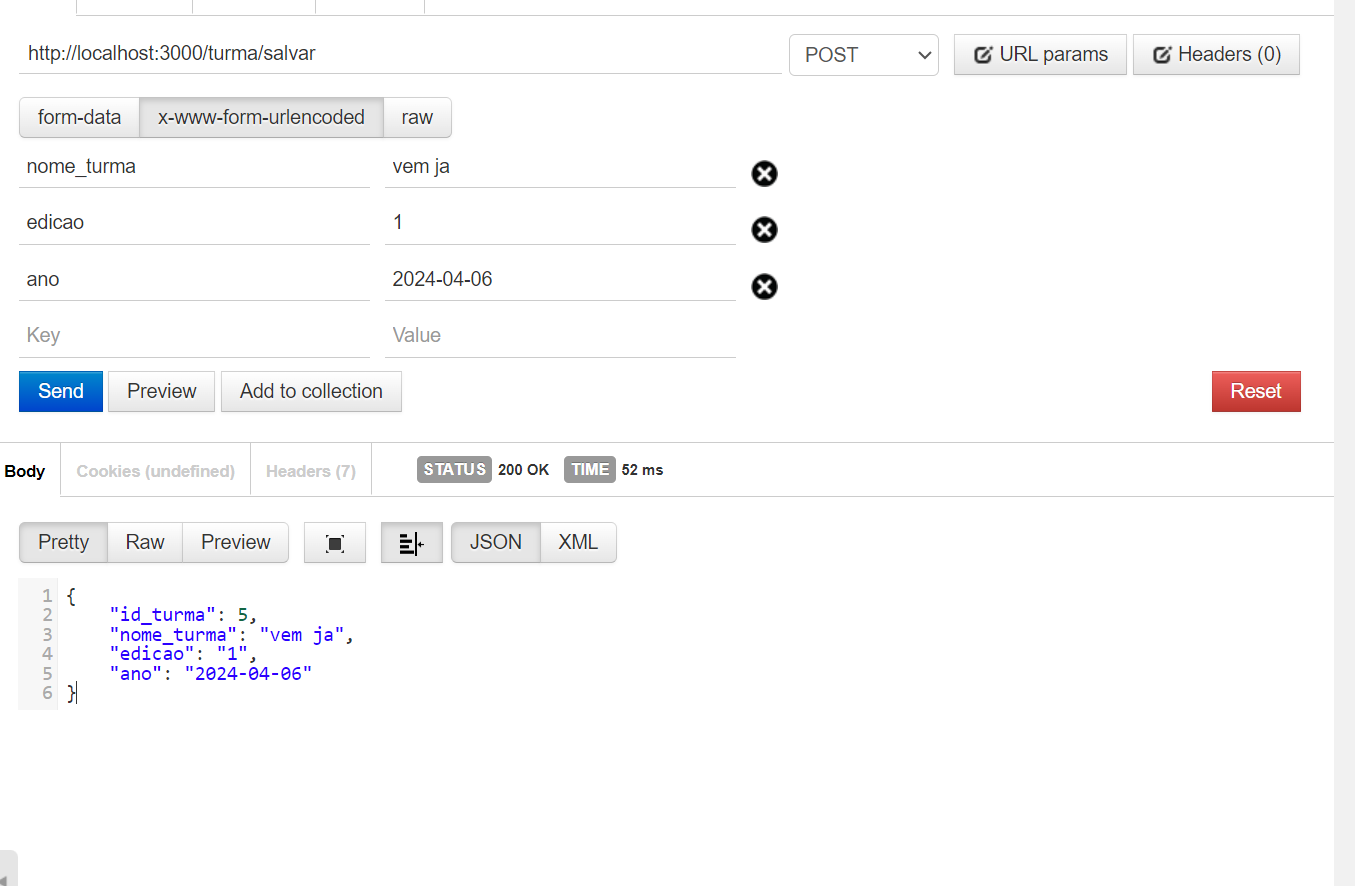 http://localhost:3000/turma/salvar POST URL params Headers (0)
form-data x-www-form-urlencoded raw
nome_turma vem ja
edicao 1
ano 2024-04-06
Key Value
Send Preview Add to collection Reset
Body Cookies (undefined) Headers (7) STATUS 200 OK TIME 52 ms
Pretty Raw Preview JSON XML
1 {
2 "id_turma": 5,
3 "nome_turma": "vem ja",
4 "edicao": "1",
5 "ano": "2024-04-06"
6 }